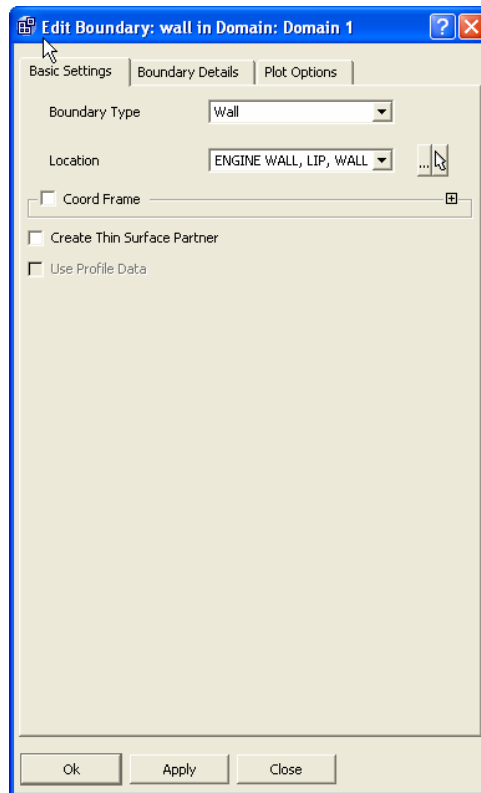 Edit Boundary: wall in Domain: Domain 1
Basic Settings Boundary Details Plot Options
Boundary Type Wall
Location ENGINE WALL, LIP, WALL ...
Coord Frame
Create Thin Surface Partner
Use Profile Data
Ok Apply Close